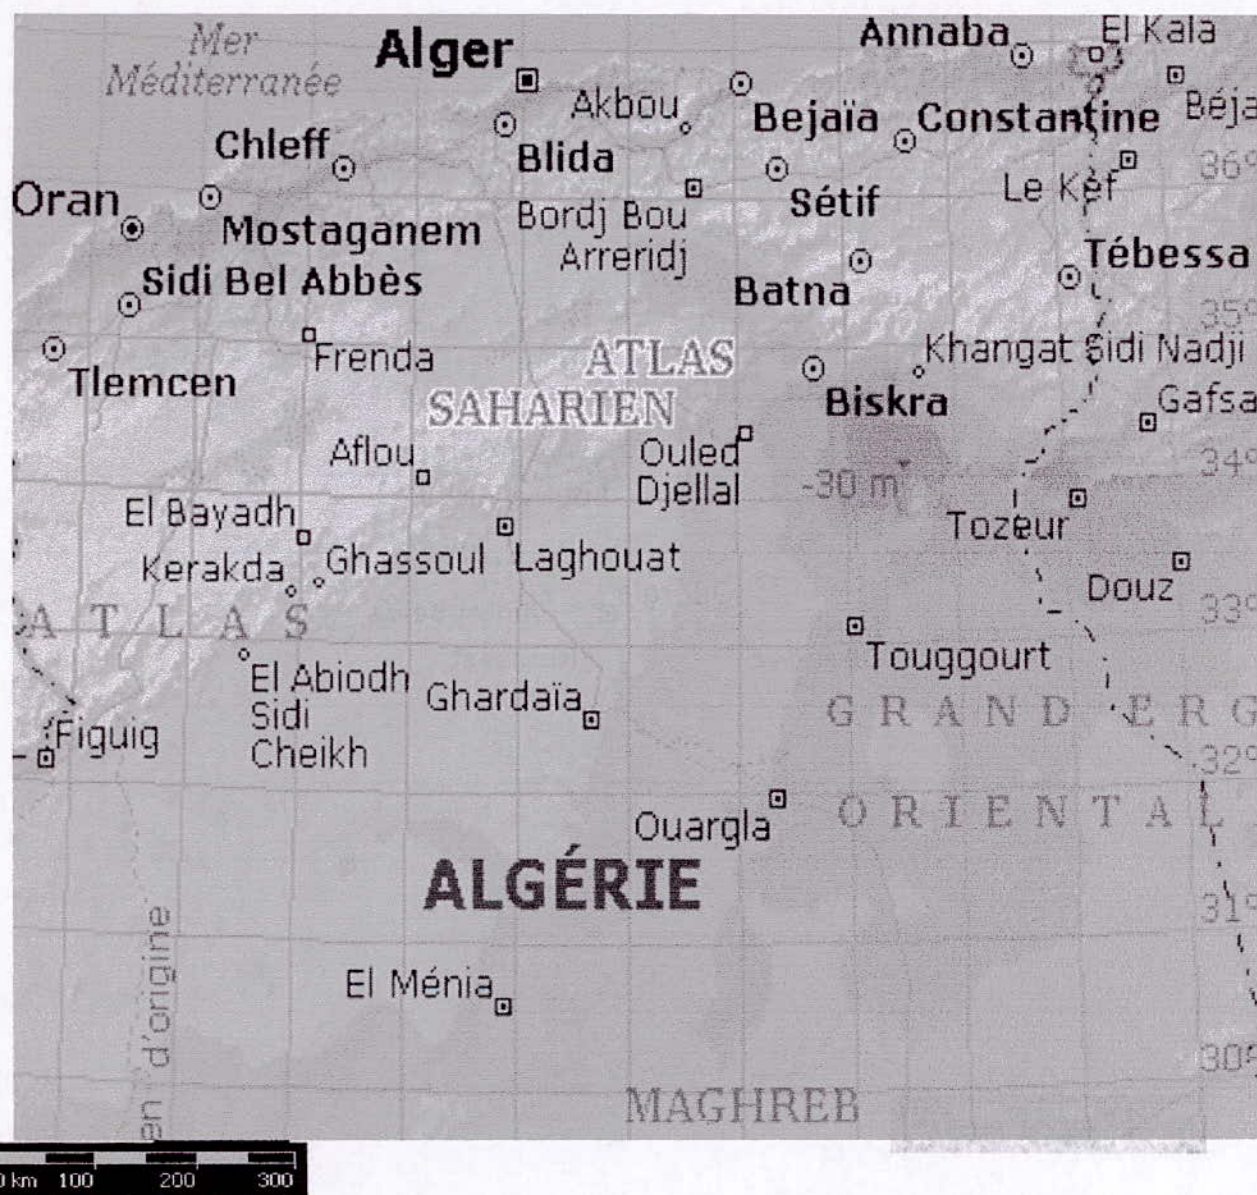 Mer
Méditerranée
Alger
Annaba
El Kala
Béja
Akbou
Bejaïa
Constantine
Chleff
Blida
36°
Oran
Mostaganem
Bordj Bou
Arreridj
Sétif
Le Kef
Sidi Bel Abbès
Batna
Tébessa
35°
Frenda
ATLAS
SAHARIEN
Khangat Sidi Nadji
Tlemcen
Biskra
Gafsa
Aflou
Ouled
Djellal
-30 m
34°
El Bayadh
Laghouat
Tozeur
Kerakda
Ghassoul
Douz
ATLAS
33°
Touggourt
El Abiodh
Sidi
Cheikh
Ghardaïa
GRAND ERG
ORIENTAL
Figuig
32°
Ouargla
ALGÉRIE
31°
en d'origine
El Ménia
30°
MAGHREB
0 km 100 200 300